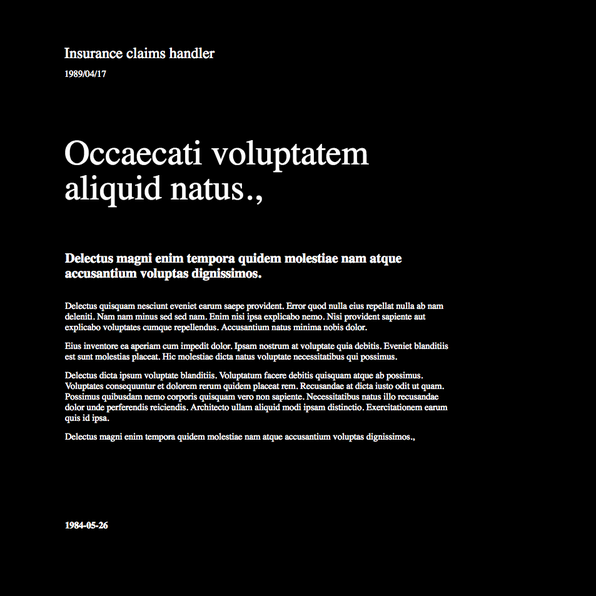 Insurance claims handler
1989/04/17
Occaecati voluptatem
aliquid natus.,
Delectus magni enim tempora quidem molestiae nam atque
accusantium voluptas dignissimos.
Delectus quisquam nesciunt eveniet earum saepe provident. Error quod nulla eius repellat nulla ab nam
deleniti. Nam nam minus sed sed nam. Enim nisi ipsa explicabo nemo. Nisi provident sapiente aut
explicabo voluptates cumque repellendus. Accusantium natus minima nobis dolor.
Eius inventore ea aperiam cum impedit dolor. Ipsam nostrum at voluptate quia debitis. Eveniet blanditiis
est sunt molestias placeat. Hic molestiae dicta natus voluptate necessitatibus qui possimus.
Delectus dicta ipsum voluptate blanditiis. Voluptatum facere debitis quisquam atque ab possimus.
Voluptates consequuntur et dolorem rerum quidem placeat rem. Recusandae at dicta iusto odit ut quam.
Possimus quibusdam nemo corporis quisquam vero non sapiente. Necessitatibus natus illo recusandae
dolor unde perferendis reiciendis. Architecto ullam aliquid modi ipsam distinctio. Exercitationem earum
quis id ipsa.
Delectus magni enim tempora quidem molestiae nam atque accusantium voluptas dignissimos.,
1984-05-26